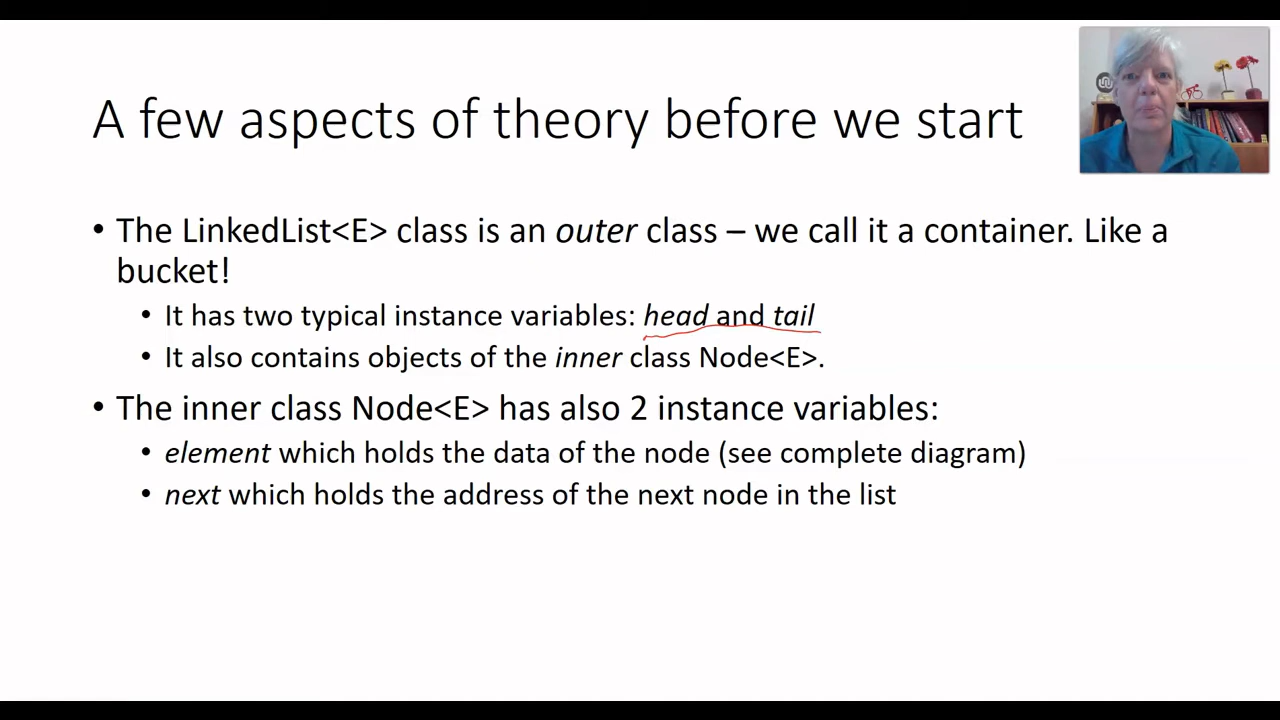 A few aspects of theory before we start
• The LinkedList<E> class is an outer class – we call it a container. Like a
bucket!
• It has two typical instance variables: head and tail
• It also contains objects of the inner class Node<E>.
• The inner class Node<E> has also 2 instance variables:
• element which holds the data of the node (see complete diagram)
• next which holds the address of the next node in the list